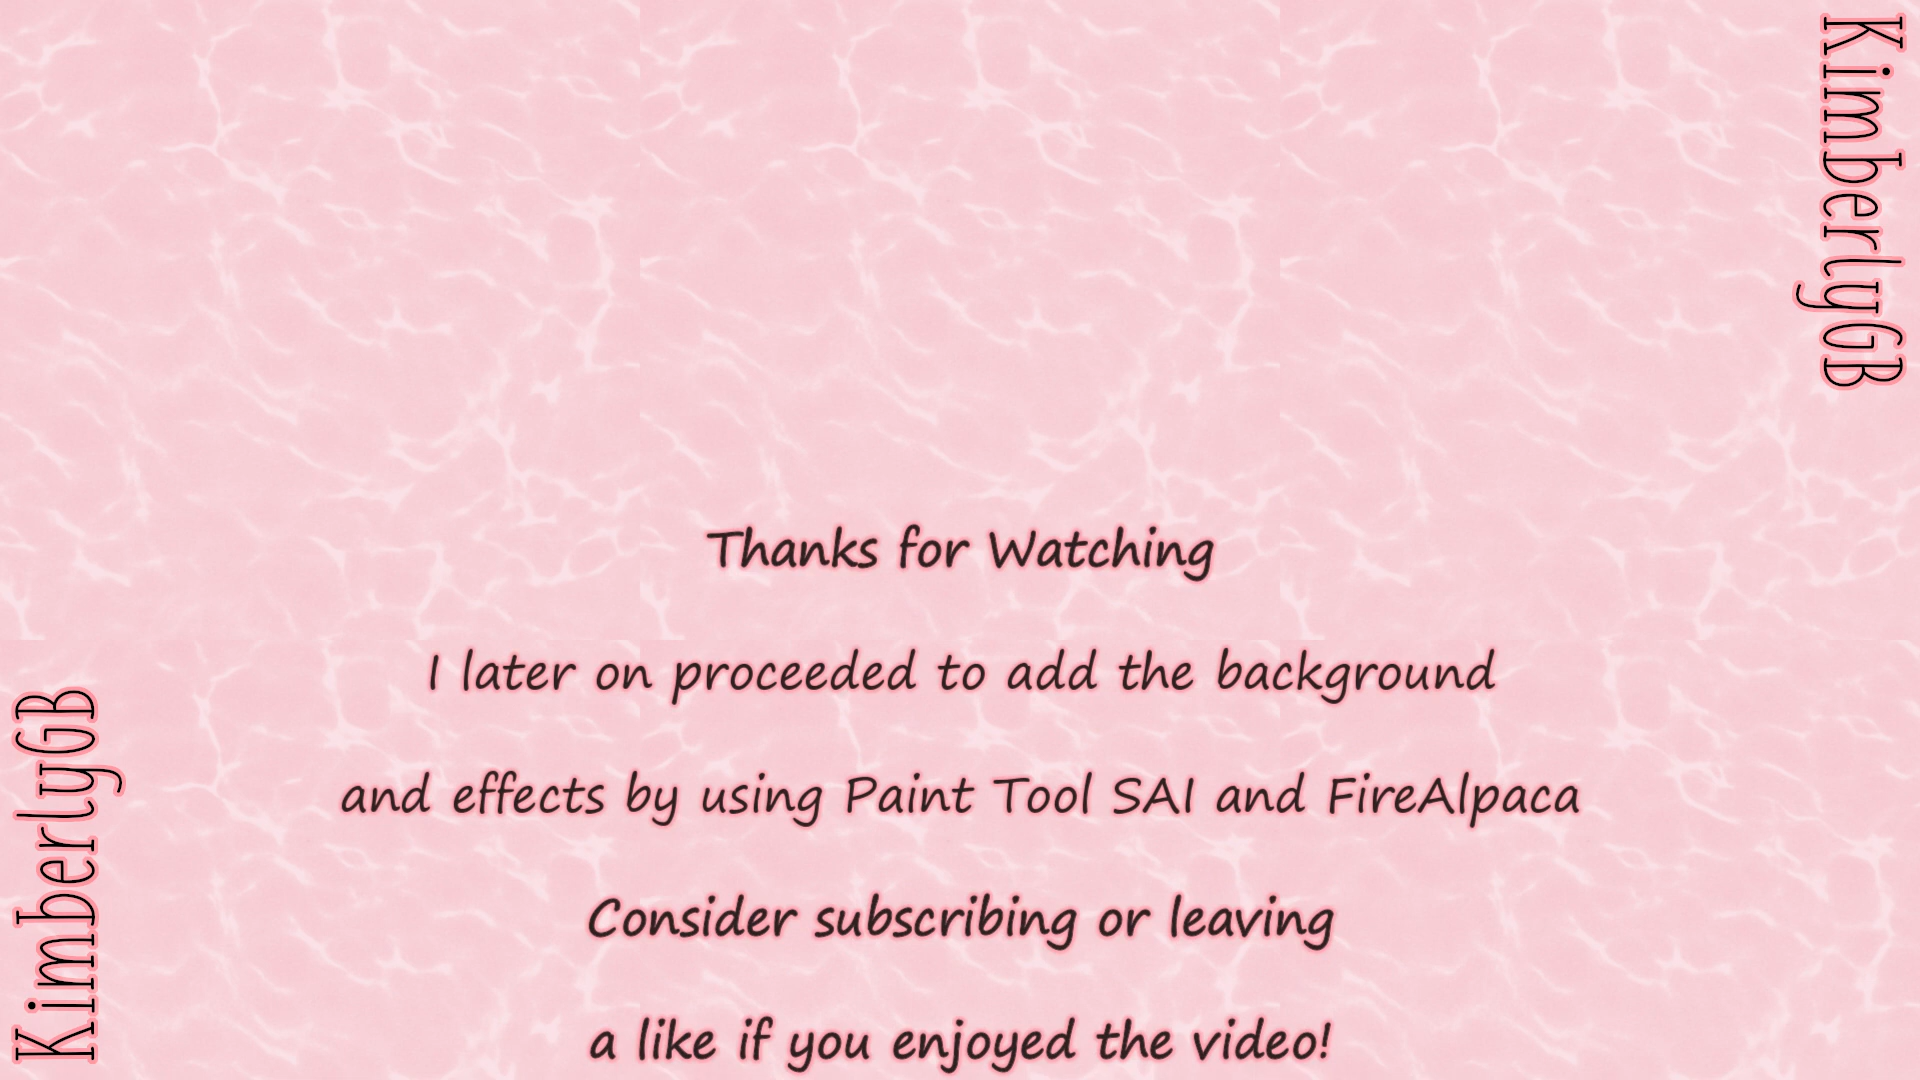 KimberlyGB
Thanks for Watching
I later on proceeded to add the background
and effects by using Paint Tool SAI and FireAlpaca
Consider subscribing or leaving
a like if you enjoyed the video!
KimberlyGB